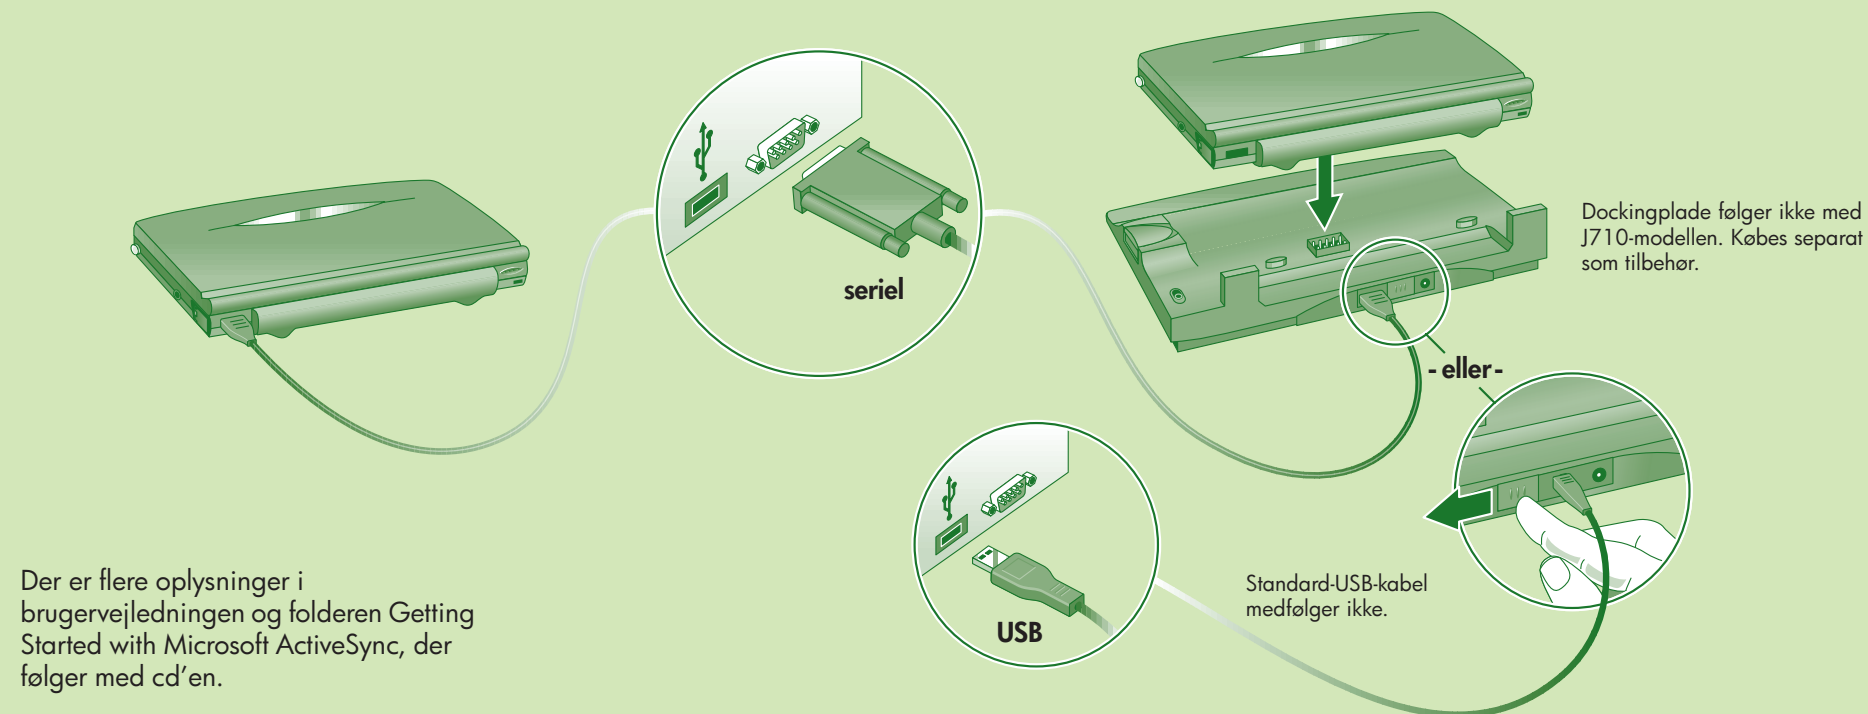 seriel
Dockingplade følger ikke med
J710-modellen. Købes separat
som tilbehør.
- eller -
Standard-USB-kabel
medfølger ikke.
USB
Der er flere oplysninger i
brugervejledningen og folderen Getting
Started with Microsoft ActiveSync, der
følger med cd’en.